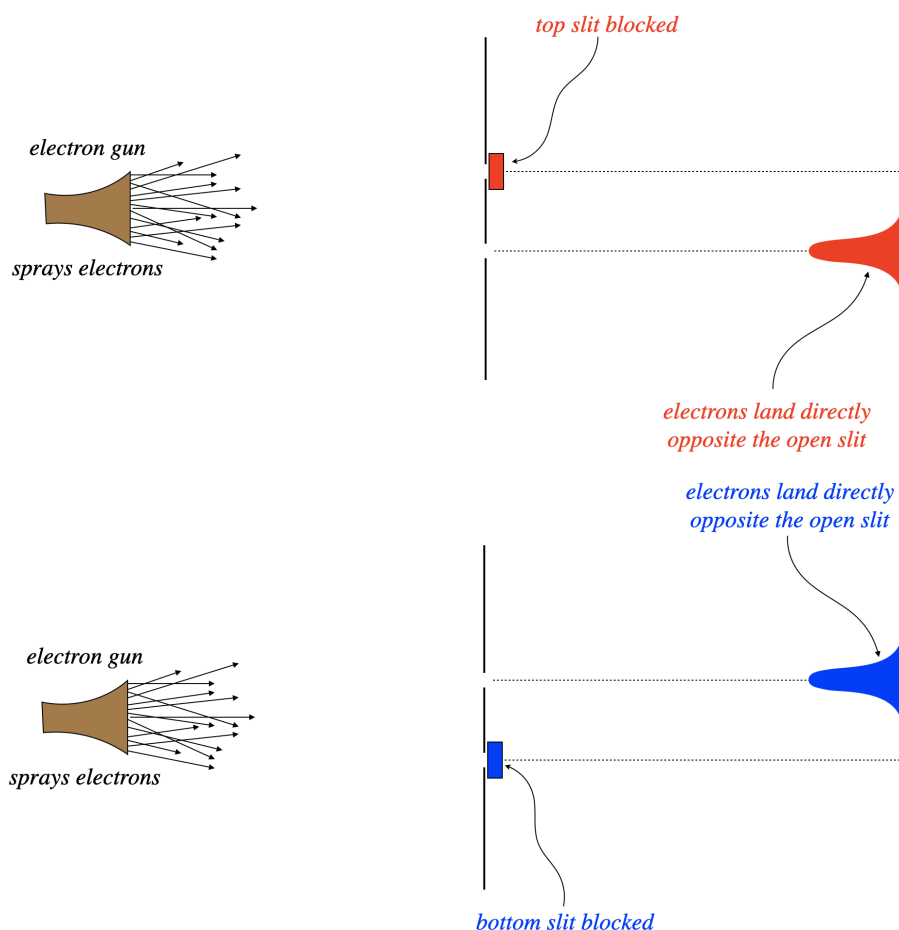 top slit blocked
electron gun
sprays electrons
electrons land directly
opposite the open slit
electrons land directly
opposite the open slit
electron gun
sprays electrons
bottom slit blocked